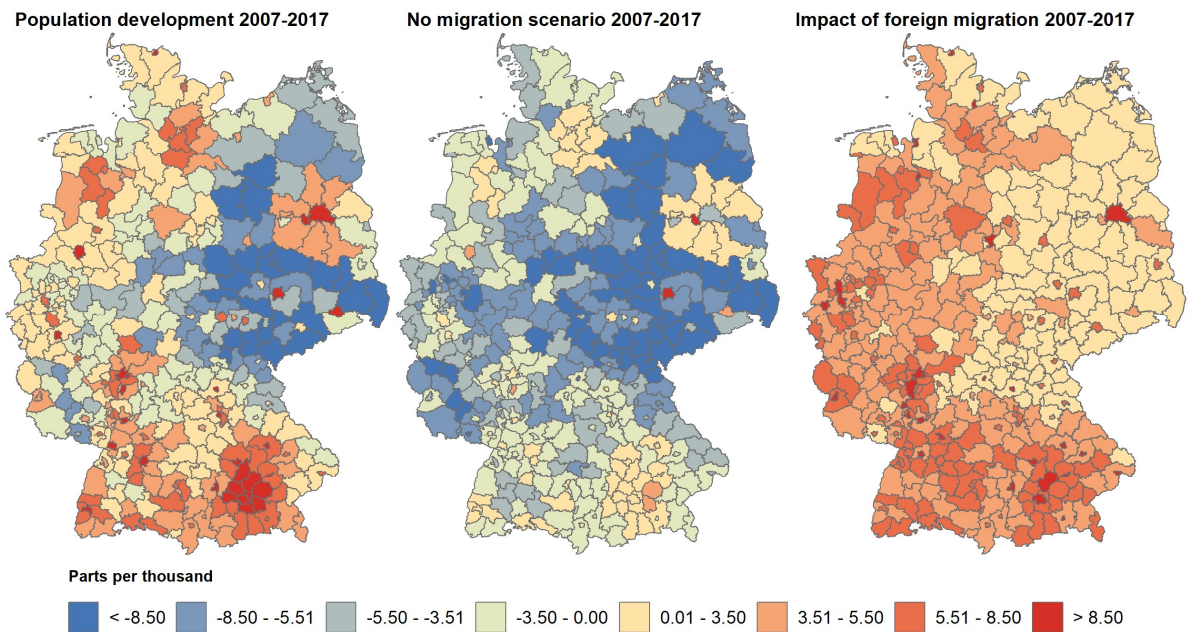 Population development 2007-2017 No migration scenario 2007-2017 Impact of foreign migration 2007-2017
Parts per thousand
< -8.50 -8.50 - -5.51 -5.50 - -3.51 -3.50 - 0.00 0.01 - 3.50 3.51 - 5.50 5.51 - 8.50 > 8.50